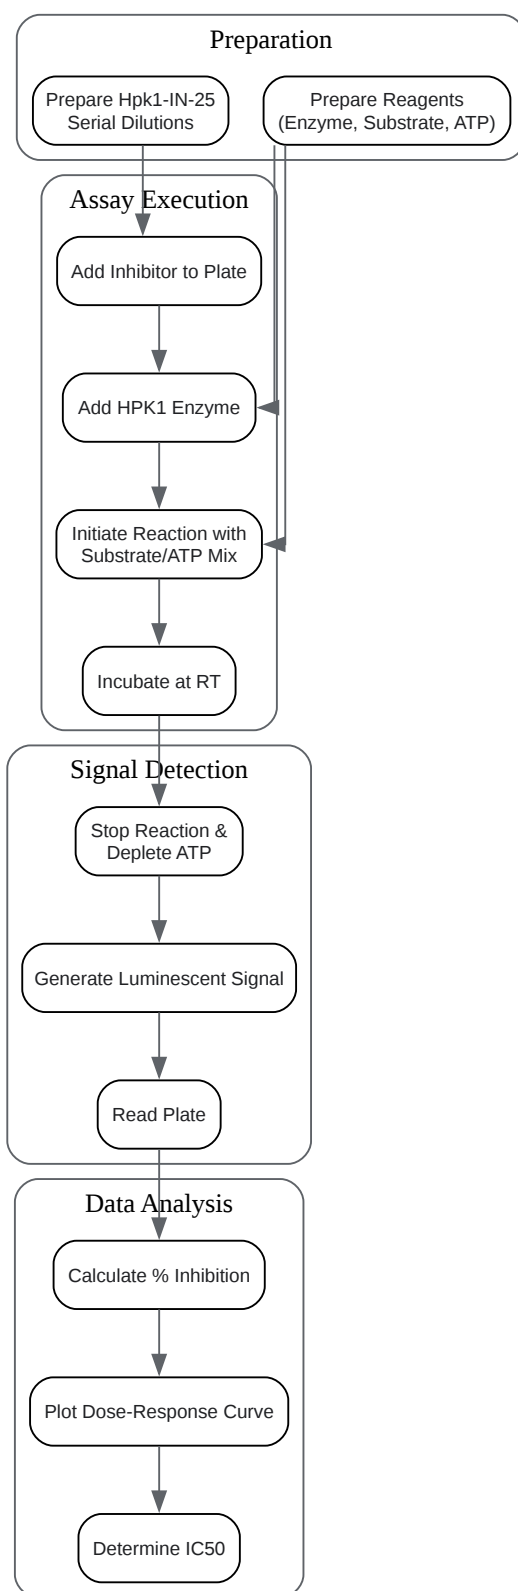 Preparation
Prepare Hpk1-IN-25
Serial Dilutions
Prepare Reagents
(Enzyme, Substrate, ATP)
Assay Execution
Add Inhibitor to Plate
Add HPK1 Enzyme
Initiate Reaction with
Substrate/ATP Mix
Incubate at RT
Signal Detection
Stop Reaction &
Deplete ATP
Generate Luminescent Signal
Read Plate
Data Analysis
Calculate % Inhibition
Plot Dose-Response Curve
Determine IC50